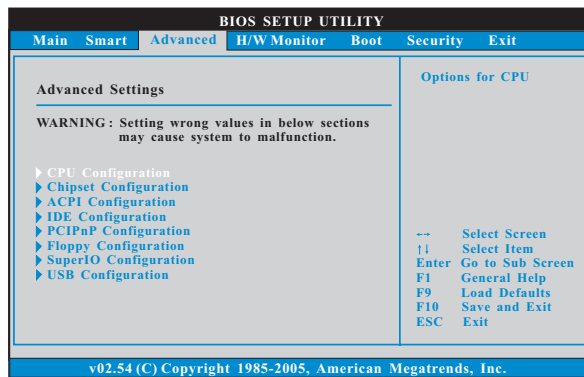 BIOS SETUP UTILITY
Main Smart Advanced H/W Monitor Boot Security Exit
Advanced Settings
WARNING : Setting wrong values in below sections
may cause system to malfunction.
CPU Configuration
Chipset Configuration
ACPI Configuration
IDE Configuration
PCIPnP Configuration
Floppy Configuration
SuperIO Configuration
USB Configuration
Options for CPU
←→ Select Screen
↑↓ Select Item
Enter Go to Sub Screen
F1 General Help
F9 Load Defaults
F10 Save and Exit
ESC Exit
v02.54 (C) Copyright 1985-2005, American Megatrends, Inc.